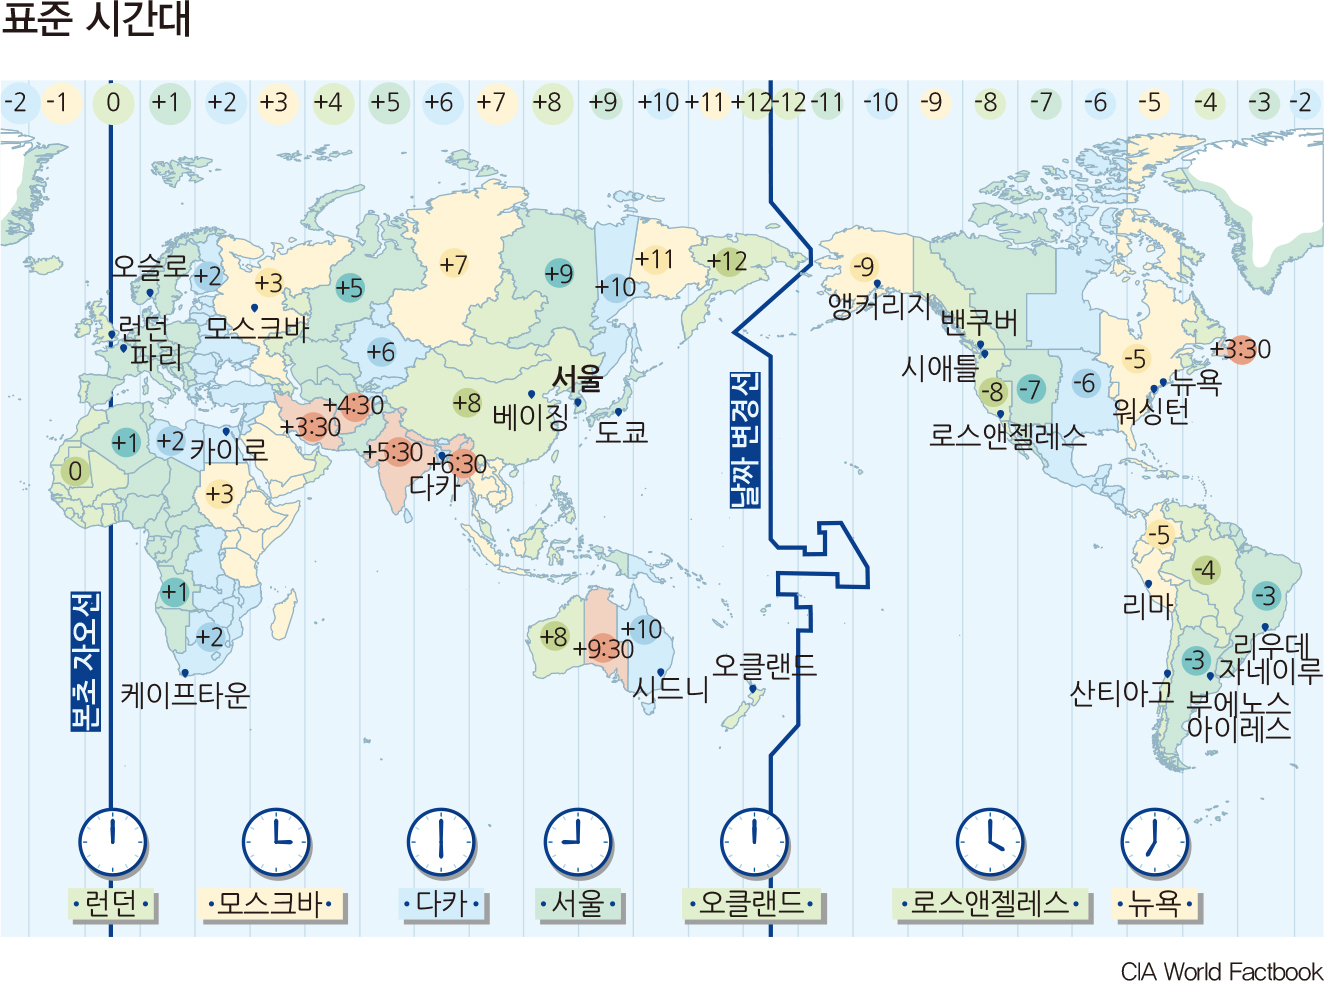 표준 시간대
-2 -1 0 +1 +2 +3 +4 +5 +6 +7 +8 +9 +10 +11 +12 -12 -11 -10 -9 -8 -7 -6 -5 -4 -3 -2
+7
+9
+10
+11
+12
-9
오슬로
+2
+3
+5
앵커리지
밴쿠버
런던
모스크바
파리
+6
시애틀
-5
+3:30
서울
-8
-7
-6
뉴욕
+8
베이징
도쿄
워싱턴
로스앤젤레스
날짜 변경선
+4:30
+3:30
+1
+2
카이로
+5:30
+6:30
다카
0
+3
-5
-4
-3
리마
+1
+2
본초 자오선
케이프타운
+8
+9:30
+10
시드니
오클랜드
-3
리우데
자네이루
산티아고
부에노스
아이레스
런던
모스크바
다카
서울
오클랜드
로스앤젤레스
뉴욕
CIA World Factbook